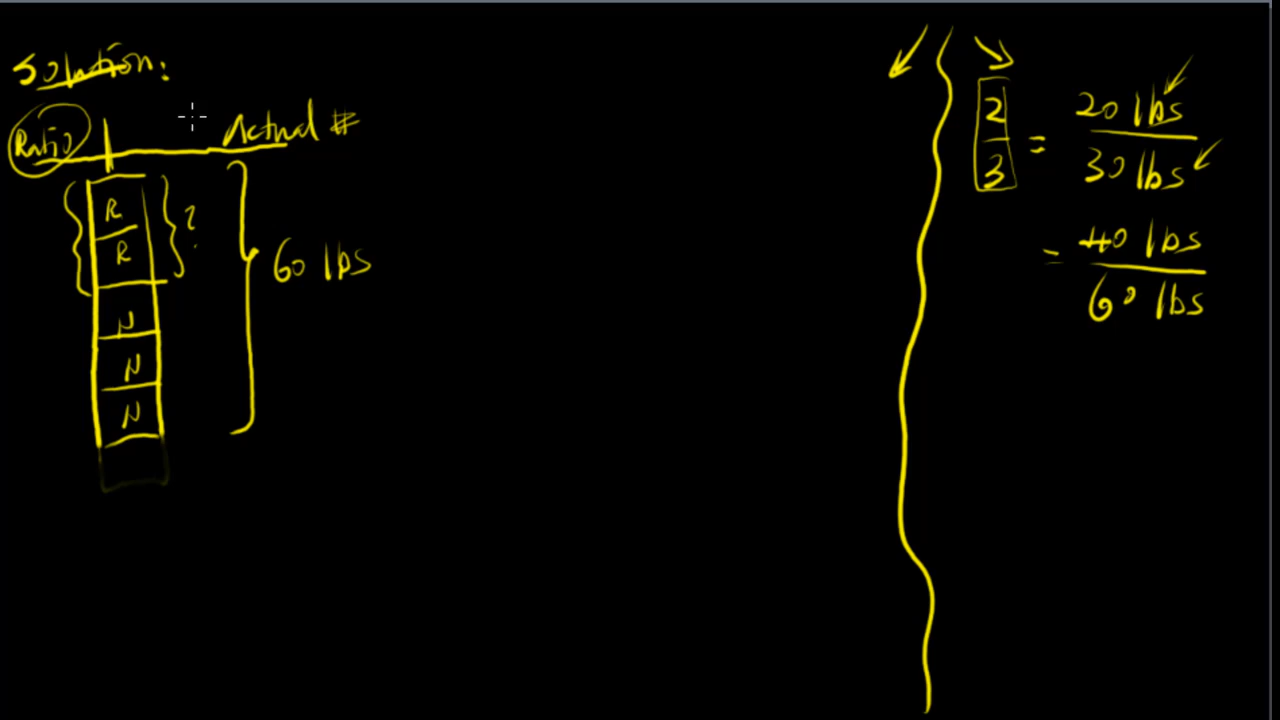 Solution:
Ratio Actual #
R
R
?
N
N
N
60 lbs
2/3 = 20 lbs/30 lbs
= 40 lbs/60 lbs